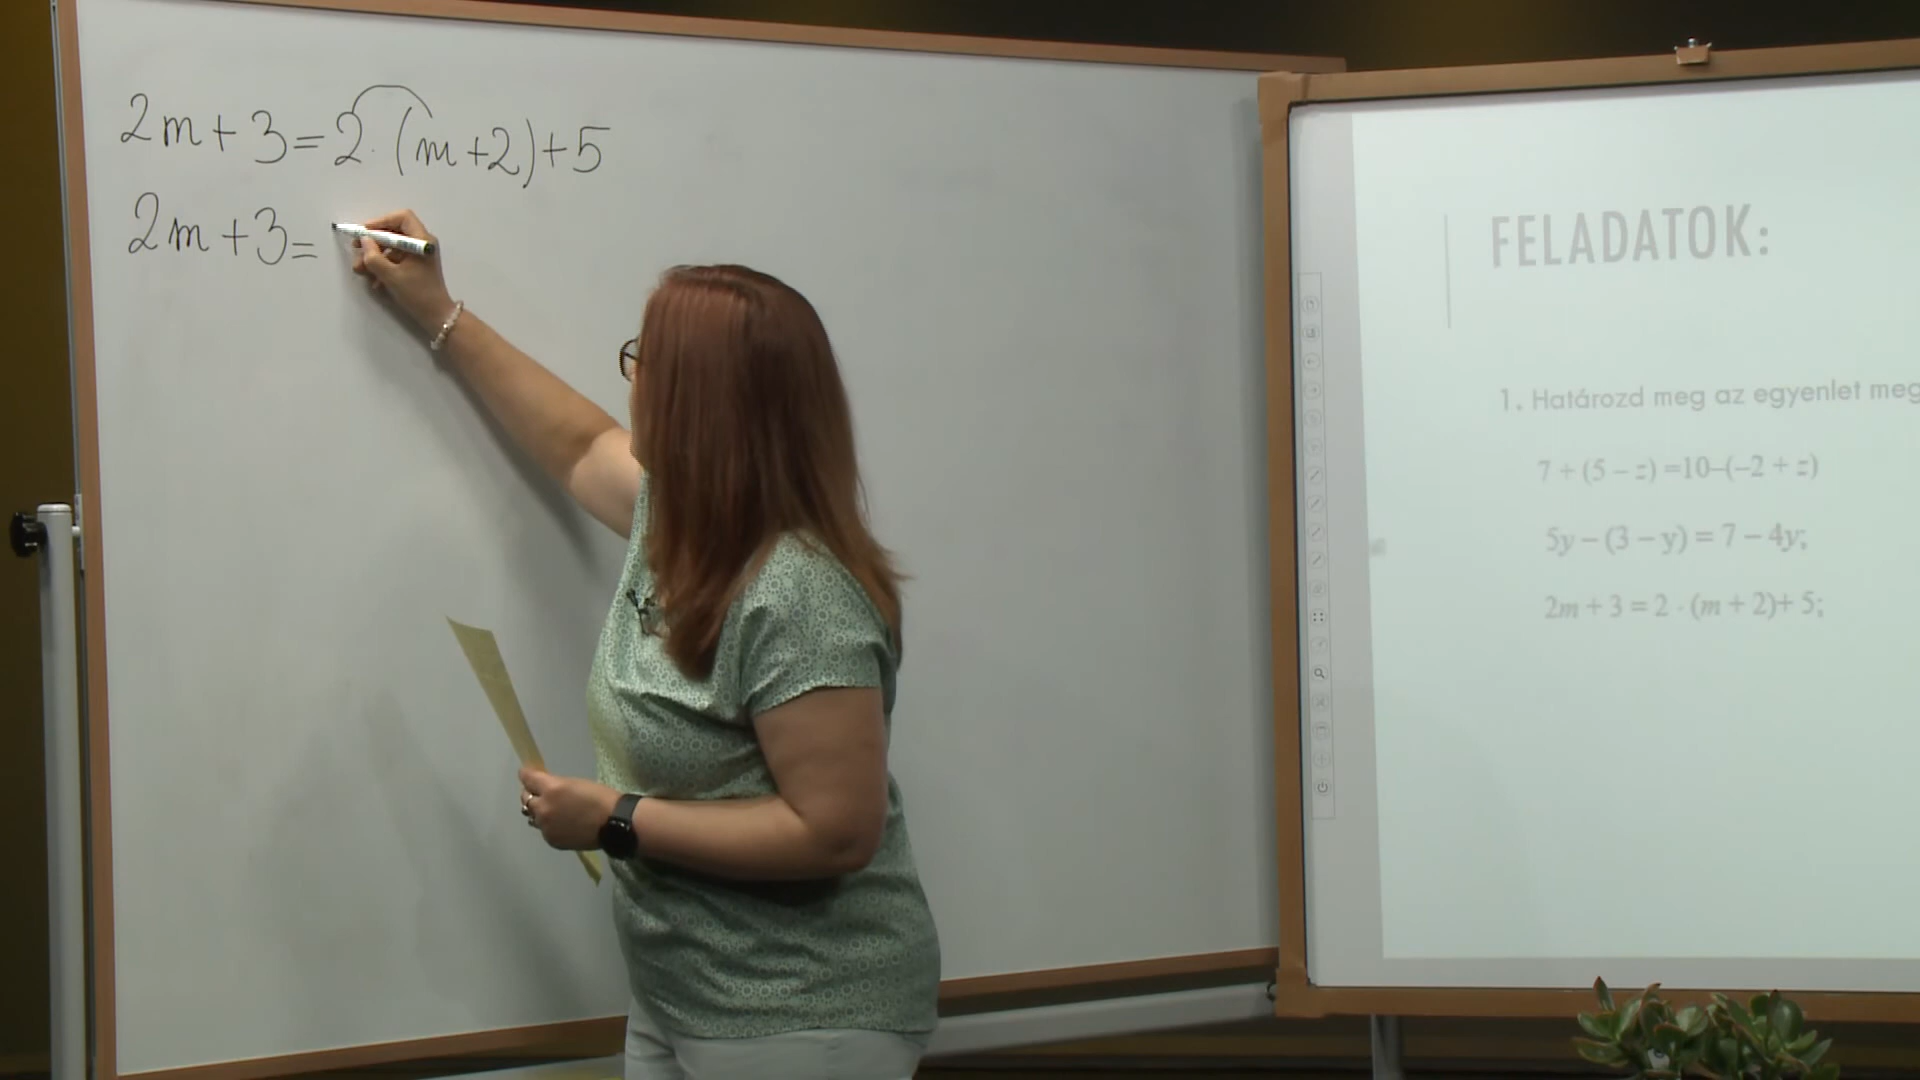 2m+3=2·(m+2)+5
2m+3=
FELADATOK:
1. Határozd meg az egyenlet
7 + (5 – z) =10–(–2 + z)
5y – (3 – y) = 7 – 4y;
2m + 3 = 2 · (m + 2)+ 5;